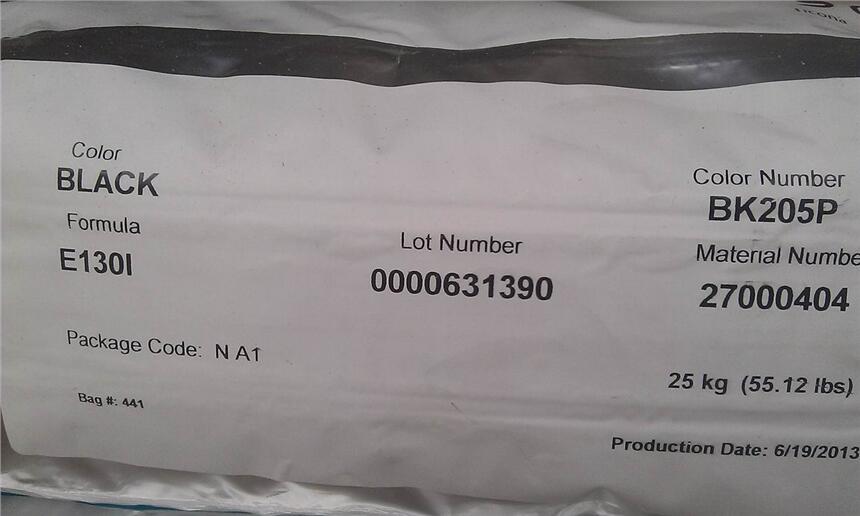 Color
BLACK
Formula
E130I
Lot Number
0000631390
Color Number
BK205P
Material Numbe
27000404
Package Code: N A1
25 kg (55.12 lbs)
Bag #: 441
Production Date: 6/19/2013